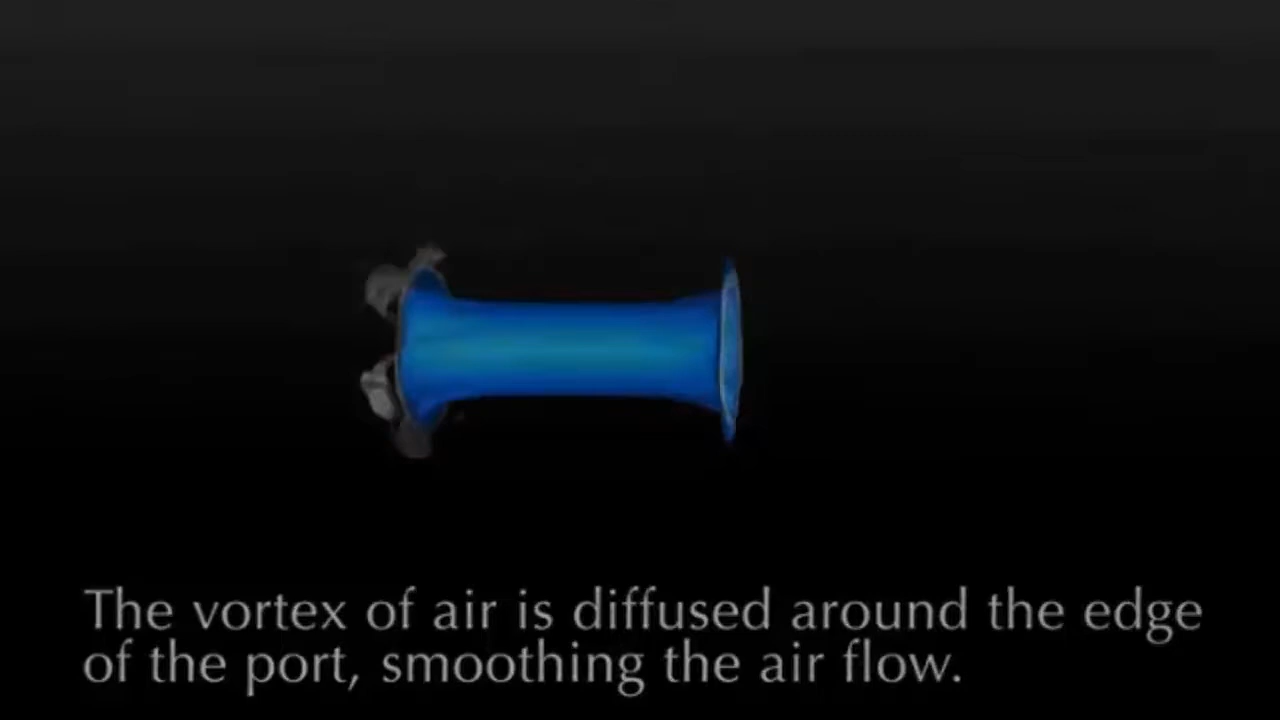 The vortex of air is diffused around the edge
of the port, smoothing the air flow.